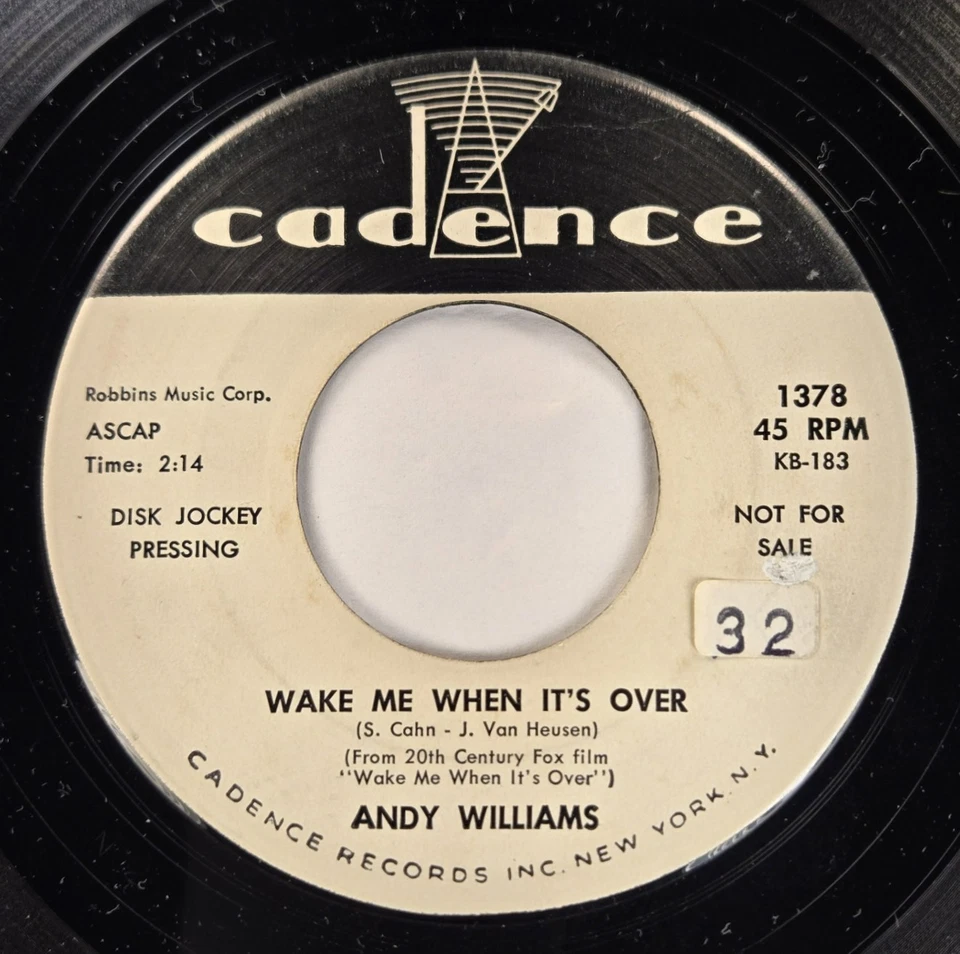 cadence
Robbins Music Corp.
ASCAP
Time: 2:14
DISK JOCKEY
PRESSING
1378
45 RPM
KB-183
NOT FOR
SALE
32
WAKE ME WHEN IT'S OVER
(S. Cahn - J. Van Heusen)
(From 20th Century Fox film
"Wake Me When It's Over")
ANDY WILLIAMS
CADENCE RECORDS INC. NEW YORK. N.Y.